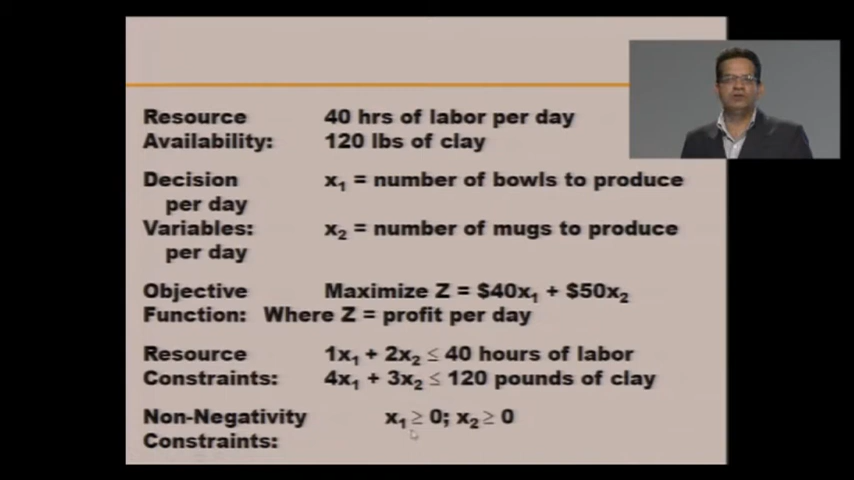 Resource 40 hrs of labor per day
Availability: 120 lbs of clay
Decision x₁ = number of bowls to produce
per day
Variables: x₂ = number of mugs to produce
per day
Objective Maximize Z = $40x₁ + $50x₂
Function: Where Z = profit per day
Resource 1x₁ + 2x₂ ≤ 40 hours of labor
Constraints: 4x₁ + 3x₂ ≤ 120 pounds of clay
Non-Negativity x₁ ≥ 0; x₂ ≥ 0
Constraints: